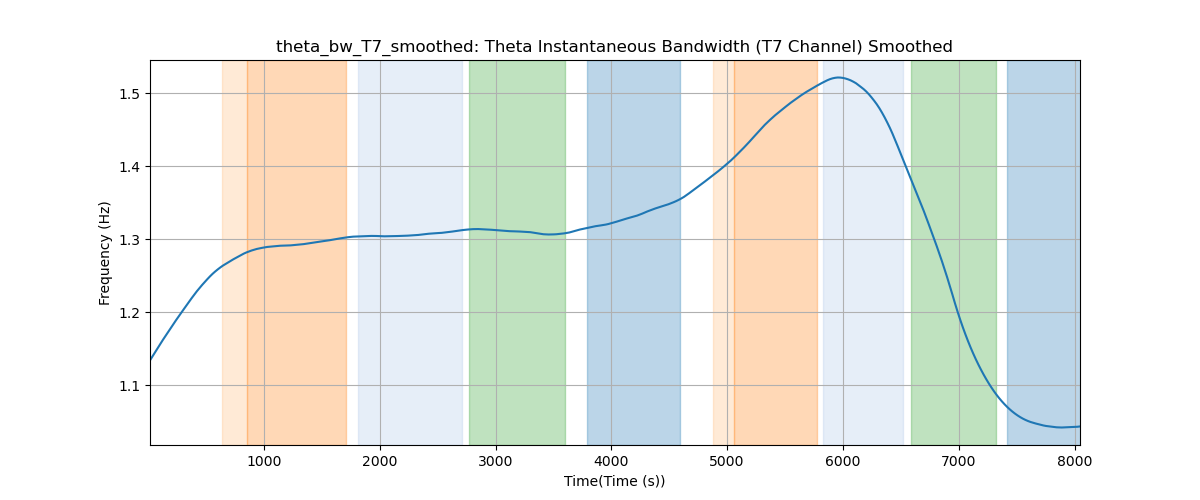 theta_bw_T7_smoothed: Theta Instantaneous Bandwidth (T7 Channel) Smoothed
Frequency (Hz)
1.5
1.4
1.3
1.2
1.1
1000 2000 3000 4000 5000 6000 7000 8000
Time(Time (s))